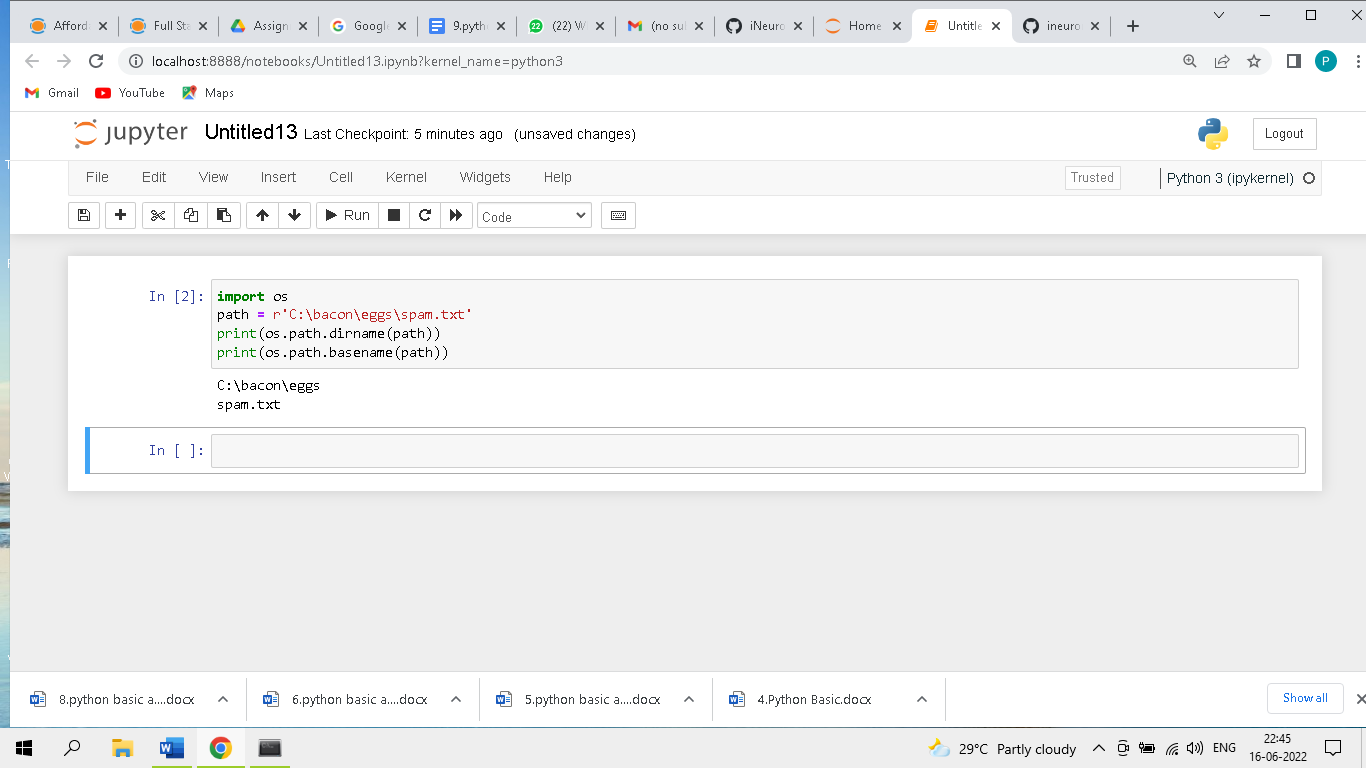 Afford
Full Sta
Assign
Google
9.pyth
(22) W
(no sul
iNeuro
Home
Untitle
ineuro
localhost:8888/notebooks/Untitled13.ipynb?kernel_name=python3
P
Gmail
YouTube
Maps
jupyter Untitled13 Last Checkpoint: 5 minutes ago (unsaved changes)
Logout
File Edit View Insert Cell Kernel Widgets Help
Trusted
Python 3 (ipykernel)
Run
Code
In [2]:
import os
path = r'C:\bacon\eggs\spam.txt'
print(os.path.dirname(path))
print(os.path.basename(path))
C:\bacon\eggs
spam.txt
In [ ]:
8.python basic a....docx
6.python basic a....docx
5.python basic a....docx
4.Python Basic.docx
Show all
29°C Partly cloudy
ENG
22:45
16-06-2022